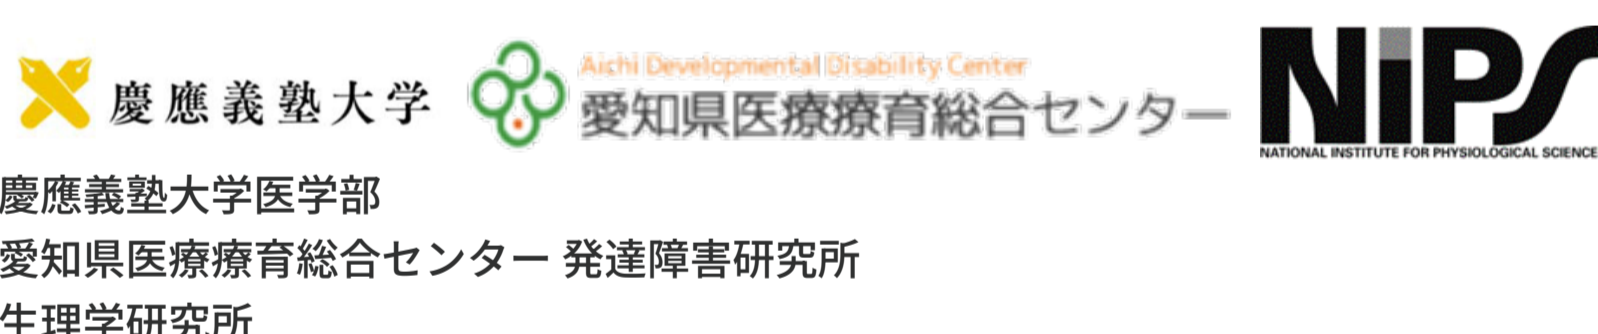 慶應義塾大学
Aichi Developmental Disability Center
愛知県医療療育総合センター
NiPS
NATIONAL INSTITUTE FOR PHYSIOLOGICAL SCIENCE
慶應義塾大学医学部
愛知県医療療育総合センター 発達障害研究所
生理学研究所